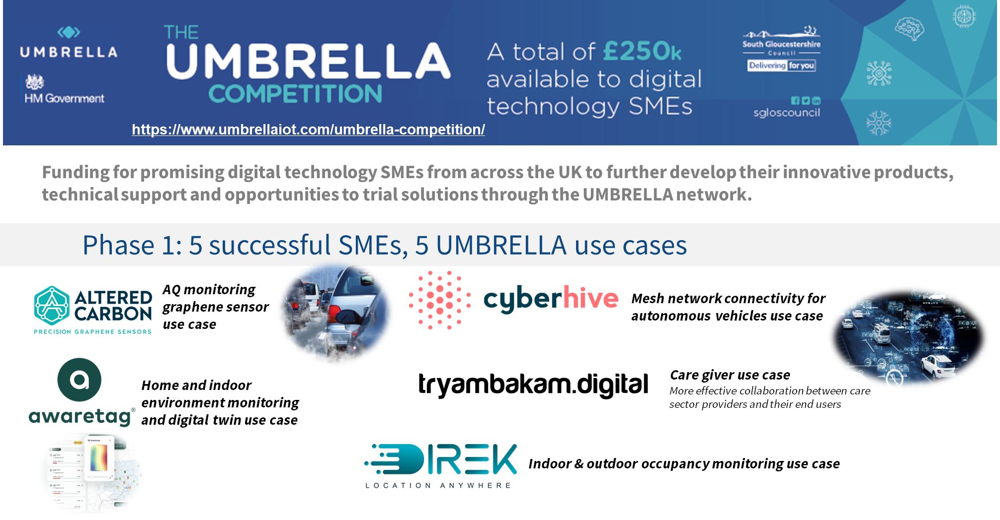 UMBRELLA
HM Government
THE
UMBRELLA
COMPETITION
https://www.umbrellaiot.com/umbrella-competition/
A total of £250k
available to digital
technology SMEs
South Gloucestershire
Council
Delivering for you
sgloscouncil
Funding for promising digital technology SMEs from across the UK to further develop their innovative products,
technical support and opportunities to trial solutions through the UMBRELLA network.
Phase 1: 5 successful SMEs, 5 UMBRELLA use cases
ALTERED
CARBON
PRECISION GRAPHENE SENSORS
AQ monitoring
graphene sensor
use case
cyberhive
Mesh network connectivity for
autonomous vehicles use case
awaretag®
Home and indoor
environment monitoring
and digital twin use case
3D heatmap
tryambakam.digital
Care giver use case
More effective collaboration between care
sector providers and their end users
DIREK
LOCATION ANYWHERE
Indoor & outdoor occupancy monitoring use case